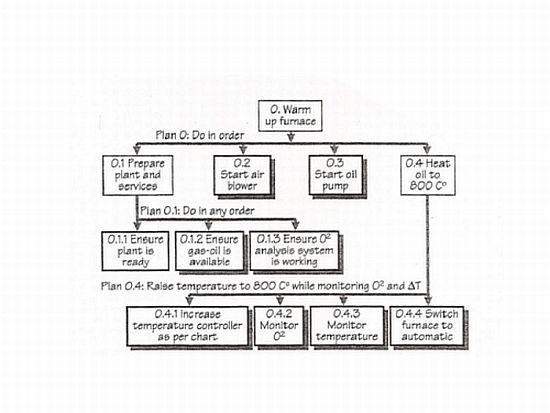 0. Warm
up furnace
Plan 0: Do in order
0.1 Prepare
plant and
services
0.2
Start air
blower
0.3
Start oil
pump
0.4 Heat
oil to
800 Cº
Plan 0.1: Do in any order
0.1.1 Ensure
plant is
ready
0.1.2 Ensure
gas-oil is
available
0.1.3 Ensure O²
analysis system
is working
Plan 0.4: Raise temperature to 800 Cº while monitoring O² and ΔT
0.4.1 Increase
temperature controller
as per chart
0.4.2
Monitor
O²
0.4.3
Monitor
temperature
0.4.4 Switch
furnace to
automatic